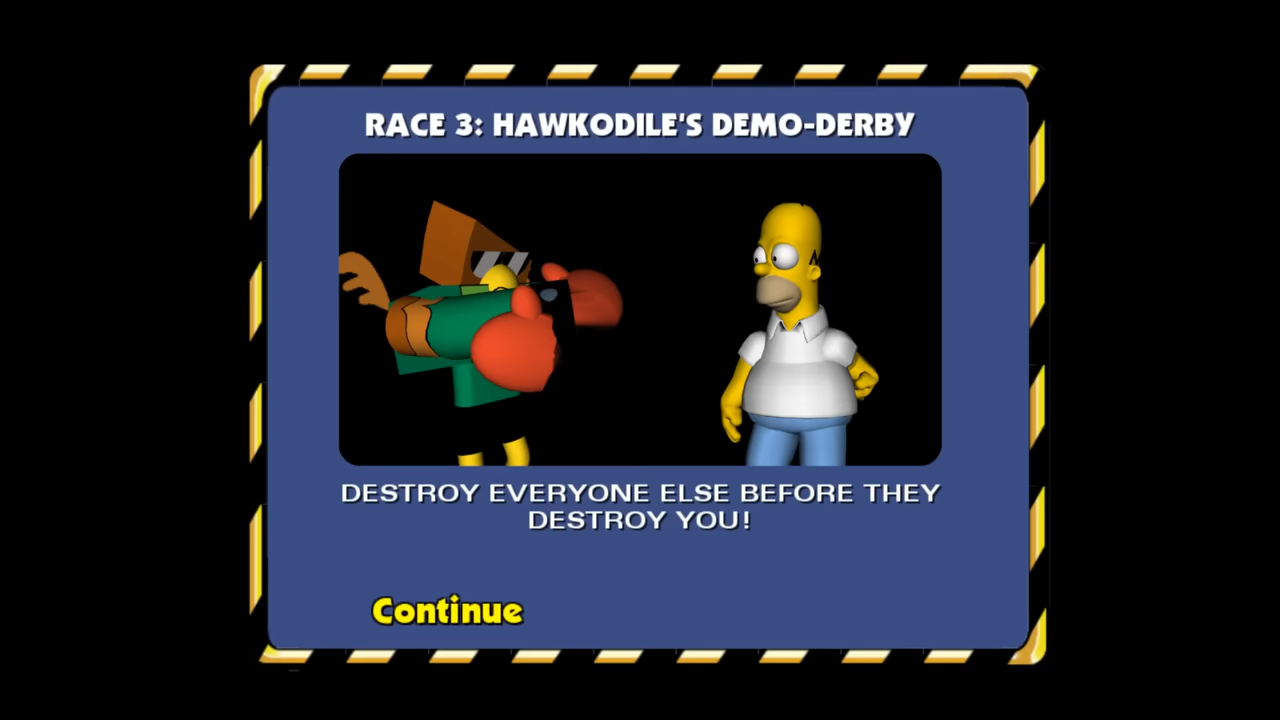 RACE 3: HAWKODILE'S DEMO-DERBY
DESTROY EVERYONE ELSE BEFORE THEY
DESTROY YOU!
Continue